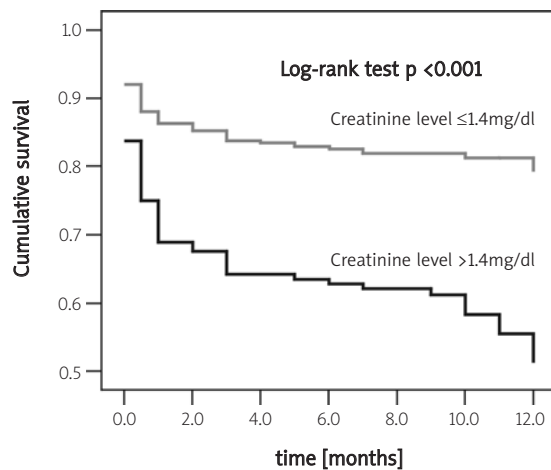 1.0
Log-rank test p <0.001
0.9
Creatinine level ≤1.4mg/dl
0.8
Cumulative survival
0.7
Creatinine level >1.4mg/dl
0.6
0.5
0.0 2.0 4.0 6.0 8.0 10.0 12.0
time [months]